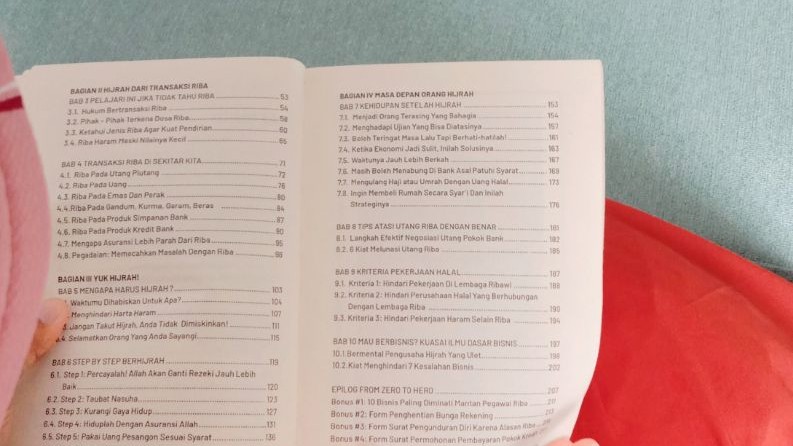 BAGIAN II HIJRAH DARI TRANSAKSI RIBA
BAB 3 PELAJARI INI JIKA TIDAK TAHU RIBA 53
3.1. Hukum Bertransaksi Riba 54
3.2. Pihak - Pihak Terkena Dosa Riba 58
3.3. Ketahui Jenis Riba Agar Kuat Pendirian 60
3.4. Riba Haram Meski Nilainya Kecil 65
BAB 4 TRANSAKSI RIBA DI SEKITAR KITA 71
4.1. Riba Pada Utang Piutang 72
4.2. Riba Pada Uang 78
4.3. Riba Pada Emas Dan Perak 80
4.4. Riba Pada Gandum, Kurma, Garam, Beras 84
4.5. Riba Pada Produk Simpanan Bank 87
4.6. Riba Pada Produk Kredit Bank 90
4.7. Mengapa Asuransi Lebih Parah Dari Riba 95
4.8. Pegadaian: Memecahkan Masalah Dengan Riba 98
BAGIAN III YUK HIJRAH!
BAB 5 MENGAPA HARUS HIJRAH ? 103
Waktumu Dihabiskan Untuk Apa? 104
Menghindari Harta Haram 107
Jangan Takut Hijrah, Anda Tidak Dimiskinkan! 111
Selamatkan Orang Yang Anda Sayangi 115
BAB 6 STEP BY STEP BERHIJRAH 119
6.1. Step 1: Percayalah! Allah Akan Ganti Rezeki Jauh Lebih
Baik 120
6.2. Step 2: Taubat Nasuha 123
6.3. Step 3: Kurangi Gaya Hidup 127
6.4. Step 4: Hiduplah Dengan Asuransi Allah 131
6.5. Step 5: Pakai Uang Pesangon Sesuai Syarat 136
BAGIAN IV MASA DEPAN ORANG HIJRAH
BAB 7 KEHIDUPAN SETELAH HIJRAH 153
7.1. Menjadi Orang Terasing Yang Bahagia 154
7.2. Menghadapi Ujian Yang Bisa Diatasinya 157
7.3. Boleh Teringat Masa Lalu Tapi Berhati-hatilah! 161
7.4. Ketika Ekonomi Jadi Sulit, Inilah Solusinya 163
7.5. Waktunya Jauh Lebih Berkah 167
7.6. Masih Boleh Menabung Di Bank Asal Patuhi Syarat 169
7.7. Mengulang Haji atau Umrah Dengan Uang Halal 173
7.8. Ingin Membeli Rumah Secara Syar'i Dan Inilah
Strateginya 176
BAB 8 TIPS ATASI UTANG RIBA DENGAN BENAR 181
8.1. Langkah Efektif Negosiasi Utang Pokok Bank 182
8.2. 6 Kiat Melunasi Utang Riba 185
BAB 9 KRITERIA PEKERJAAN HALAL 187
9.1. Kriteria 1: Hindari Pekerjaan Di Lembaga Ribawi 188
9.2. Kriteria 2: Hindari Perusahaan Halal Yang Berhubungan
Dengan Lembaga Riba 190
9.3. Kriteria 3: Hindari Pekerjaan Haram Selain Riba 194
BAB 10 MAU BERBISNIS? KUASAI ILMU DASAR BISNIS 197
10.1 Bermental Pengusaha Hijrah Yang Ulet 198
10.2. Kiat Menghindari 7 Kesalahan Bisnis 202
EPILOG FROM ZERO TO HERO 207
Bonus #1: 10 Bisnis Paling Diminati Mantan Pegawai Riba 211
Bonus #2: Form Penghentian Bunga Rekening 213
Bonus #3: Form Surat Pengunduran Diri Karena Alasan Riba
Bonus #4: Form Surat Permohonan Pembayaran Pokok Kredit